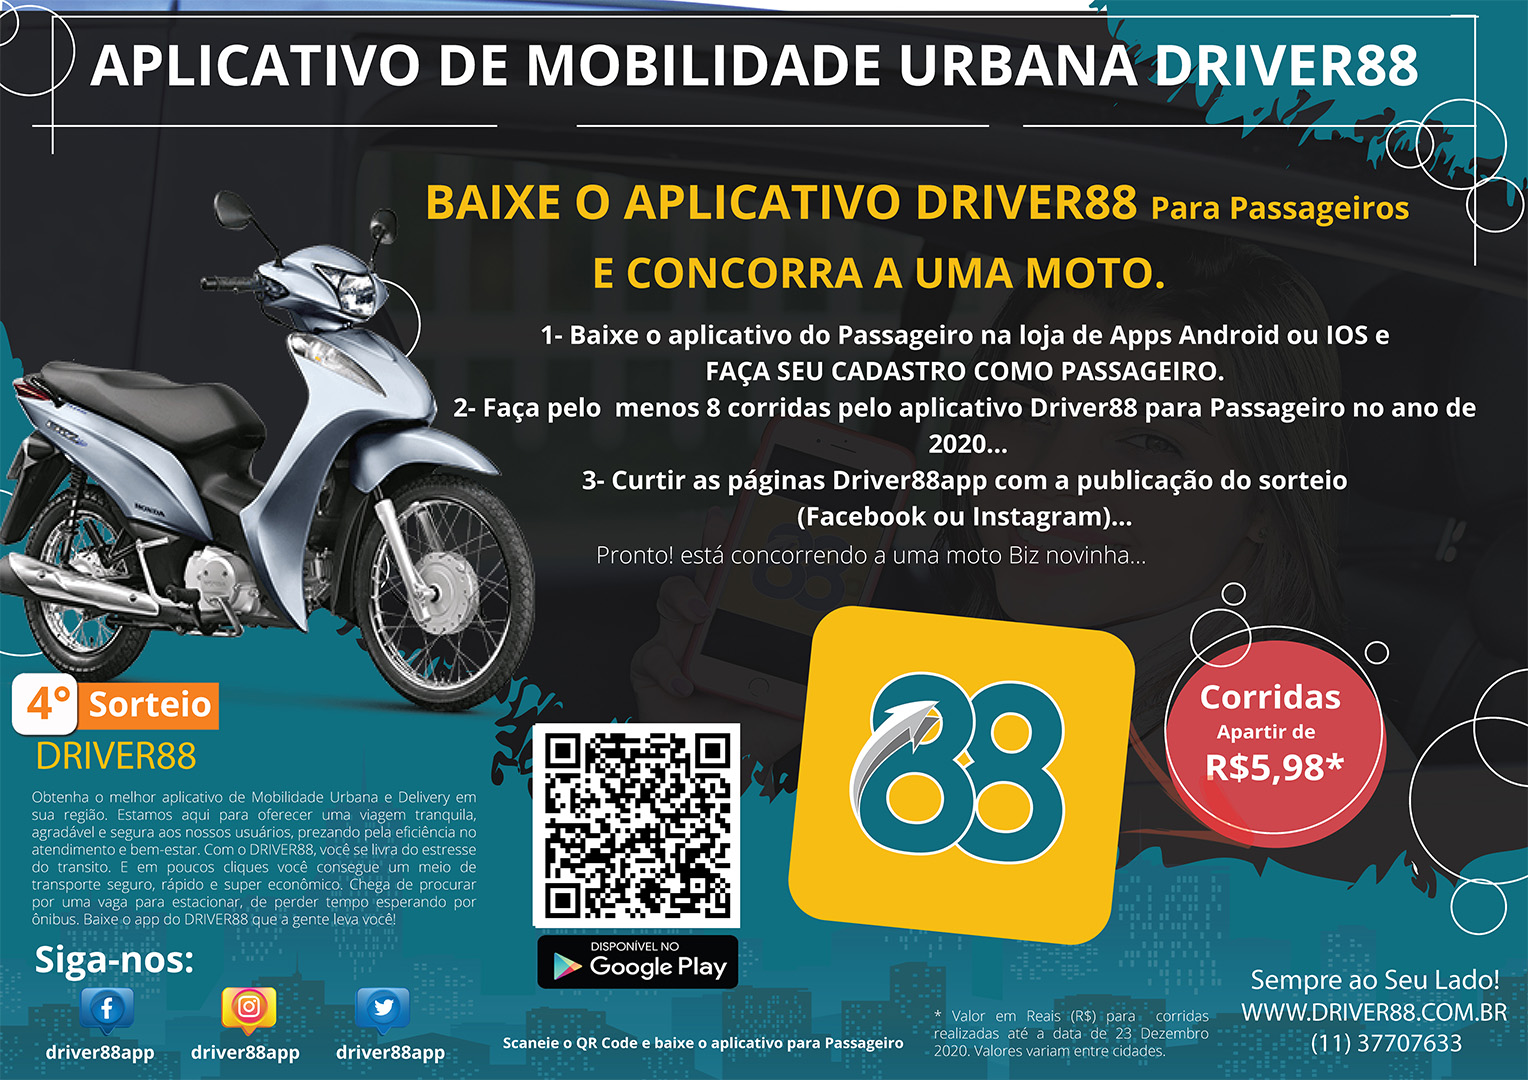 APLICATIVO DE MOBILIDADE URBANA DRIVER88
BAIXE O APLICATIVO DRIVER88 Para Passageiros
E CONCORRA A UMA MOTO.
1- Baixe o aplicativo do Passageiro na loja de Apps Android ou IOS e
FAÇA SEU CADASTRO COMO PASSAGEIRO.
2- Faça pelo menos 8 corridas pelo aplicativo Driver88 para Passageiro no ano de
2020...
3- Curtir as páginas Driver88app com a publicação do sorteio
(Facebook ou Instagram)...
Pronto! está concorrendo a uma moto Biz novinha...
HONDA
4° Sorteio
DRIVER88
Obtenha o melhor aplicativo de Mobilidade Urbana e Delivery em
sua região. Estamos aqui para oferecer uma viagem tranquila,
agradável e segura aos nossos usuários, prezando pela eficiência no
atendimento e bem-estar. Com o DRIVER88, você se livra do estresse
do transito. E em poucos cliques você consegue um meio de
transporte seguro, rápido e super econômico. Chega de procurar
por uma vaga para estacionar, de perder tempo esperando por
ônibus. Baixe o app do DRIVER88 que a gente leva você!
Siga-nos:
driver88app driver88app driver88app
DISPONÍVEL NO
Google Play
Scaneie o QR Code e baixe o aplicativo para Passageiro
88
Corridas
Apartir de
R$5,98*
* Valor em Reais (R$) para corridas
realizadas até a data de 23 Dezembro
2020. Valores variam entre cidades.
Sempre ao Seu Lado!
WWW.DRIVER88.COM.BR
(11) 37707633